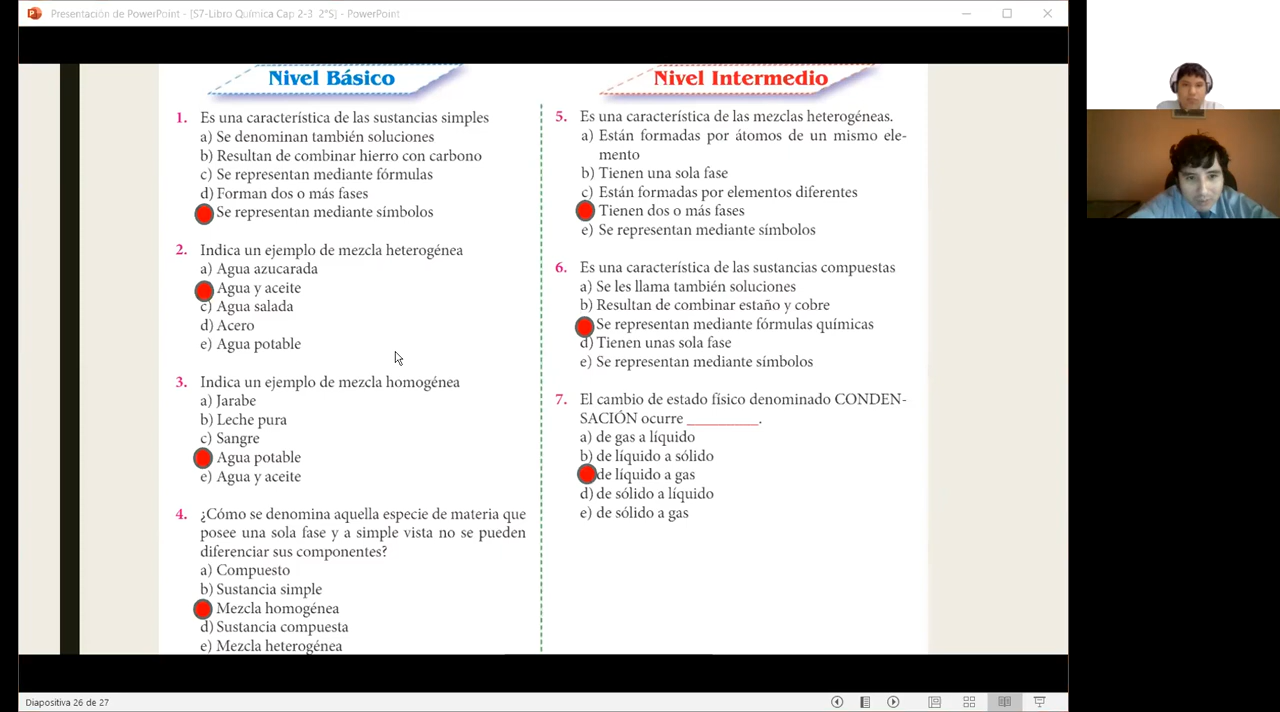 Presentación de PowerPoint - [S7-Libro Química Cap 2-3 2°S] - PowerPoint
Nivel Básico
1. Es una característica de las sustancias simples
a) Se denominan también soluciones
b) Resultan de combinar hierro con carbono
c) Se representan mediante fórmulas
d) Forman dos o más fases
Se representan mediante símbolos
2. Indica un ejemplo de mezcla heterogénea
a) Agua azucarada
Agua y aceite
c) Agua salada
d) Acero
e) Agua potable
3. Indica un ejemplo de mezcla homogénea
a) Jarabe
b) Leche pura
c) Sangre
Agua potable
e) Agua y aceite
4. ¿Cómo se denomina aquella especie de materia que
posee una sola fase y a simple vista no se pueden
diferenciar sus componentes?
a) Compuesto
b) Sustancia simple
Mezcla homogénea
d) Sustancia compuesta
e) Mezcla heterogénea
Nivel Intermedio
5. Es una característica de las mezclas heterogéneas.
a) Están formadas por átomos de un mismo ele-
mento
b) Tienen una sola fase
c) Están formadas por elementos diferentes
Tienen dos o más fases
e) Se representan mediante símbolos
6. Es una característica de las sustancias compuestas
a) Se les llama también soluciones
b) Resultan de combinar estaño y cobre
Se representan mediante fórmulas químicas
d) Tienen unas sola fase
e) Se representan mediante símbolos
7. El cambio de estado físico denominado CONDEN-
SACIÓN ocurre _________.
a) de gas a líquido
b) de líquido a sólido
de líquido a gas
d) de sólido a líquido
e) de sólido a gas
Diapositiva 26 de 27